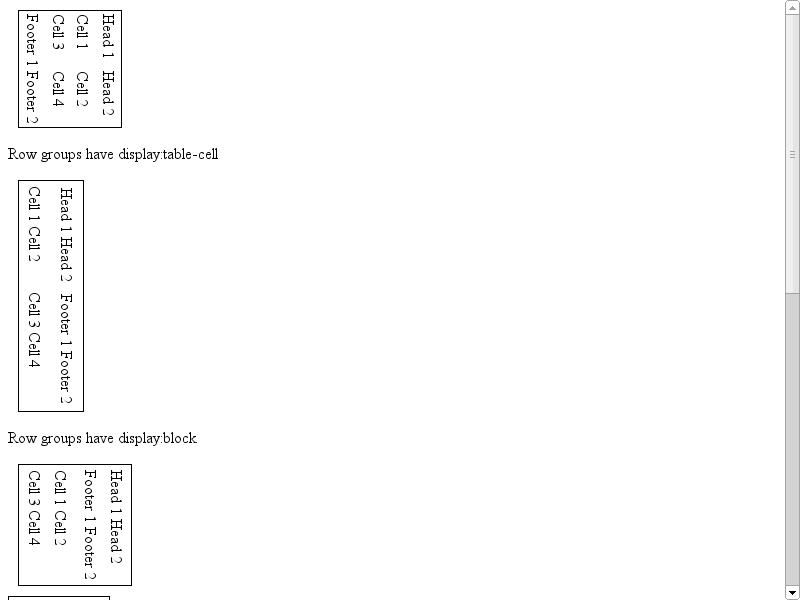 Head 1 Head 2
Cell 1 Cell 2
Cell 3 Cell 4
Footer 1 Footer 2
Row groups have display:table-cell
Head 1 Head 2 Footer 1 Footer 2
Cell 1 Cell 2 Cell 3 Cell 4
Row groups have display:block
Head 1 Head 2
Footer 1 Footer 2
Cell 1 Cell 2
Cell 3 Cell 4